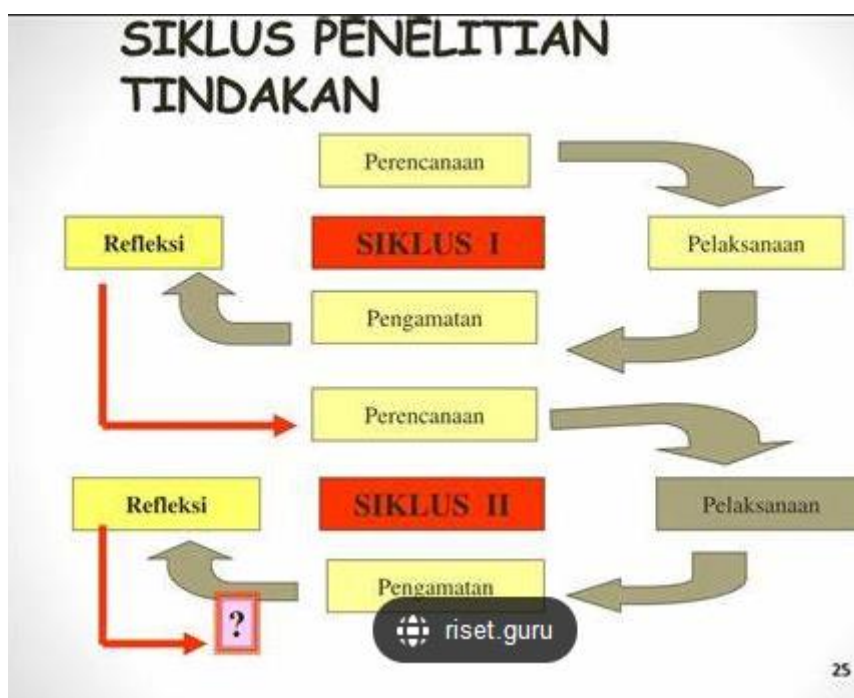 SIKLUS PENELITIAN
TINDAKAN
Perencanaan
Refleksi
SIKLUS I
Pelaksanaan
Pengamatan
Perencanaan
Refleksi
SIKLUS II
Pelaksanaan
Pengamatan
?
riset.guru
25